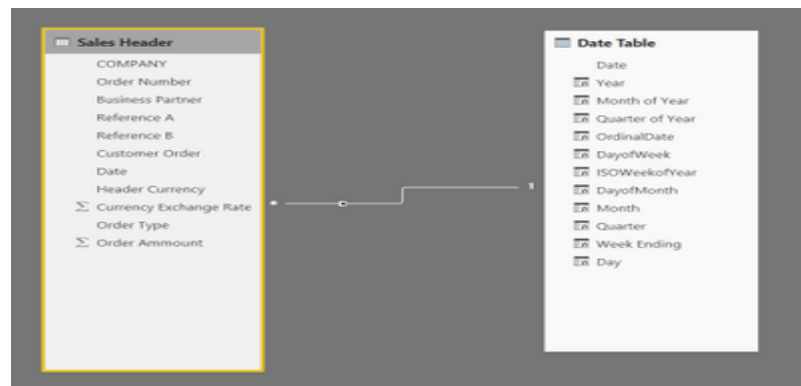 Sales Header
COMPANY
Order Number
Business Partner
Reference A
Reference B
Customer Order
Date
Header Currency
Σ Currency Exchange Rate
Order Type
Σ Order Ammount
* 1
Date Table
Date
Year
Month of Year
Quarter of Year
OrdinalDate
DayofWeek
ISOWeekofYear
DayofMonth
Month
Quarter
Week Ending
Day